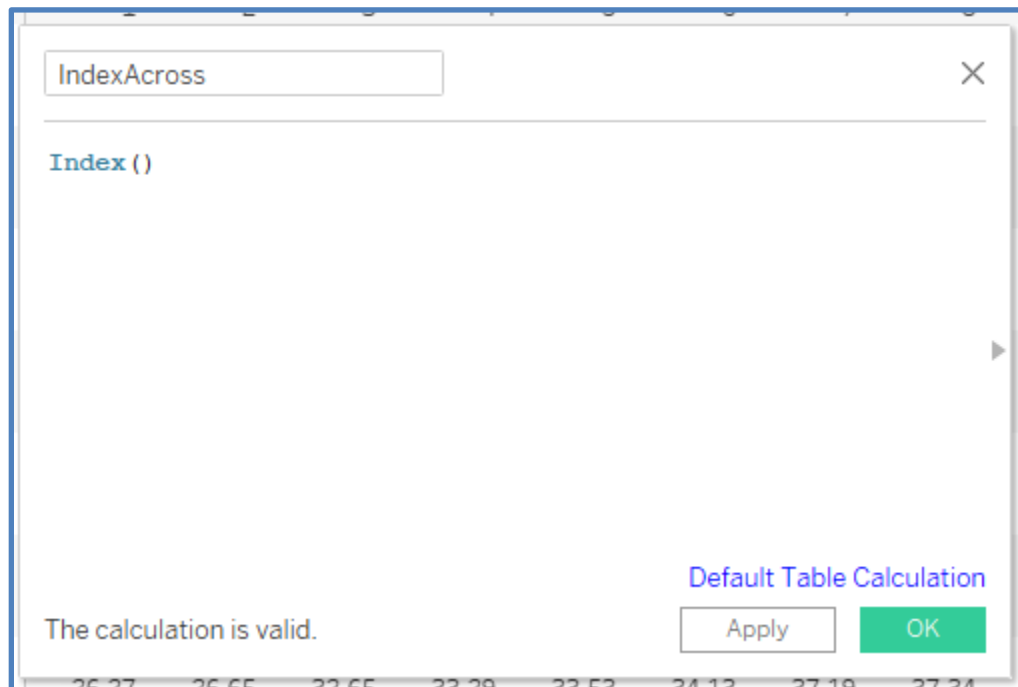 IndexAcross
Index()
Default Table Calculation
The calculation is valid.
Apply
OK